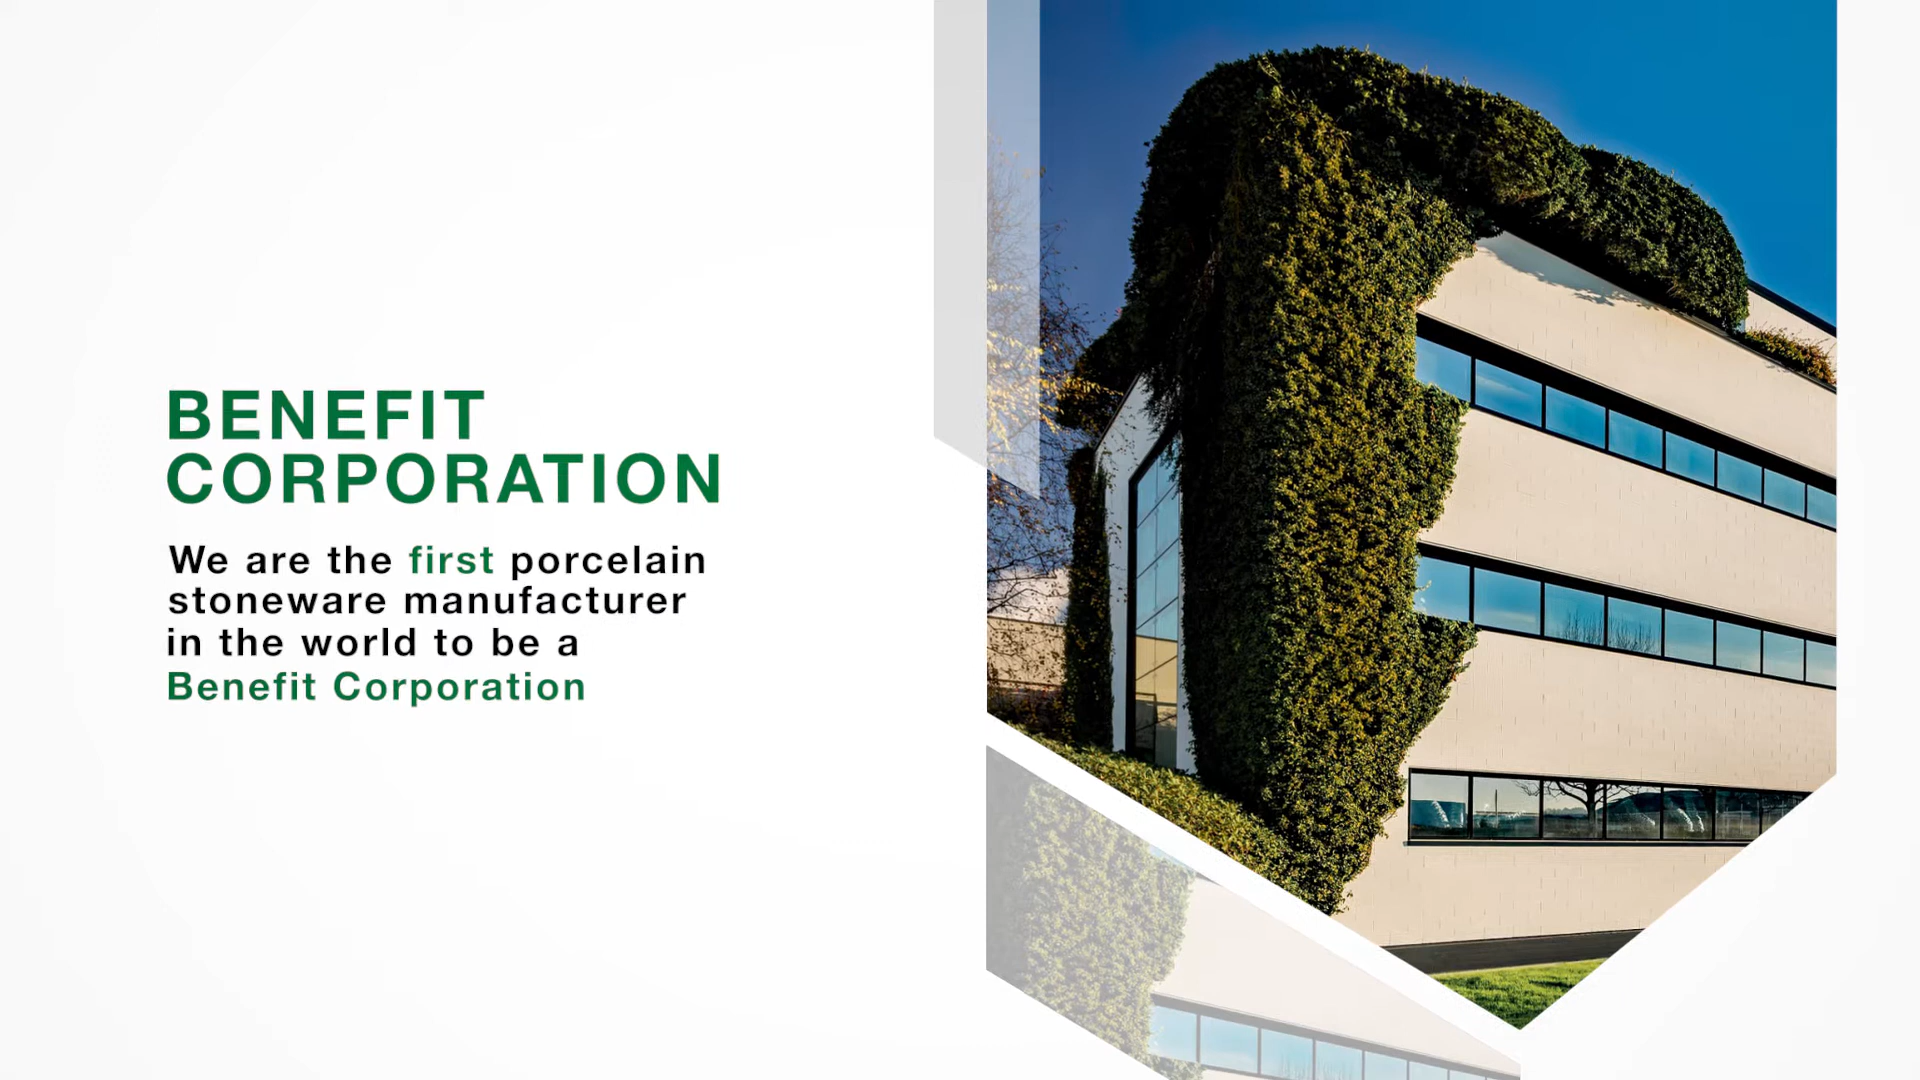 BENEFIT
CORPORATION
We are the first porcelain
stoneware manufacturer
in the world to be a
Benefit Corporation